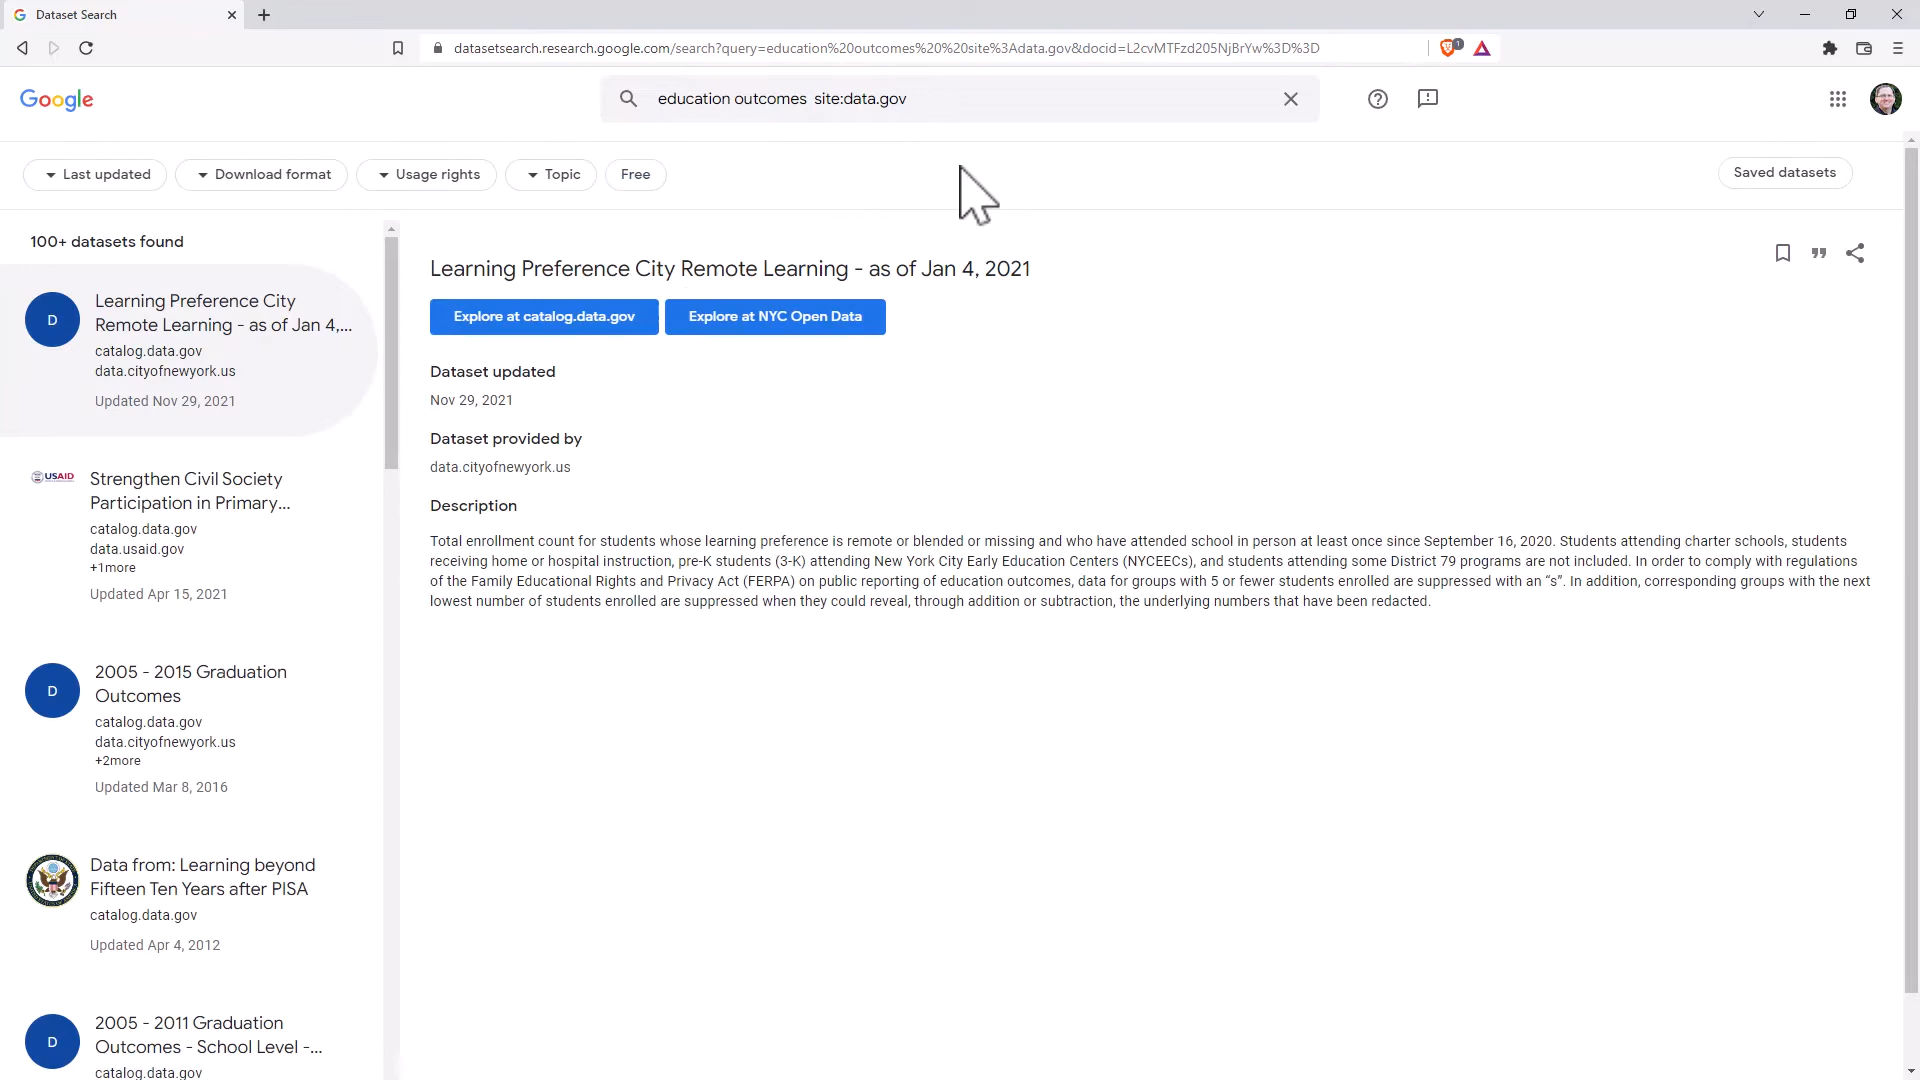 Dataset Search
datasetsearch.research.google.com/search?query=education%20outcomes%20%20site%3Adata.gov&docid=L2cvMTFzd205NjBrYw%3D%3D
1
Google
education outcomes  site:data.gov
Last updated
Download format
Usage rights
Topic
Free
Saved datasets
100+ datasets found
D
Learning Preference City
Remote Learning - as of Jan 4,...
catalog.data.gov
data.cityofnewyork.us
Updated Nov 29, 2021
USAID
Strengthen Civil Society
Participation in Primary...
catalog.data.gov
data.usaid.gov
+1more
Updated Apr 15, 2021
D
2005 - 2015 Graduation
Outcomes
catalog.data.gov
data.cityofnewyork.us
+2more
Updated Mar 8, 2016
Data from: Learning beyond
Fifteen Ten Years after PISA
catalog.data.gov
Updated Apr 4, 2012
D
2005 - 2011 Graduation
Outcomes - School Level -...
catalog.data.gov
Learning Preference City Remote Learning - as of Jan 4, 2021
Explore at catalog.data.gov
Explore at NYC Open Data
Dataset updated
Nov 29, 2021
Dataset provided by
data.cityofnewyork.us
Description
Total enrollment count for students whose learning preference is remote or blended or missing and who have attended school in person at least once since September 16, 2020. Students attending charter schools, students
receiving home or hospital instruction, pre-K students (3-K) attending New York City Early Education Centers (NYCEECs), and students attending some District 79 programs are not included. In order to comply with regulations
of the Family Educational Rights and Privacy Act (FERPA) on public reporting of education outcomes, data for groups with 5 or fewer students enrolled are suppressed with an “s”. In addition, corresponding groups with the next
lowest number of students enrolled are suppressed when they could reveal, through addition or subtraction, the underlying numbers that have been redacted.